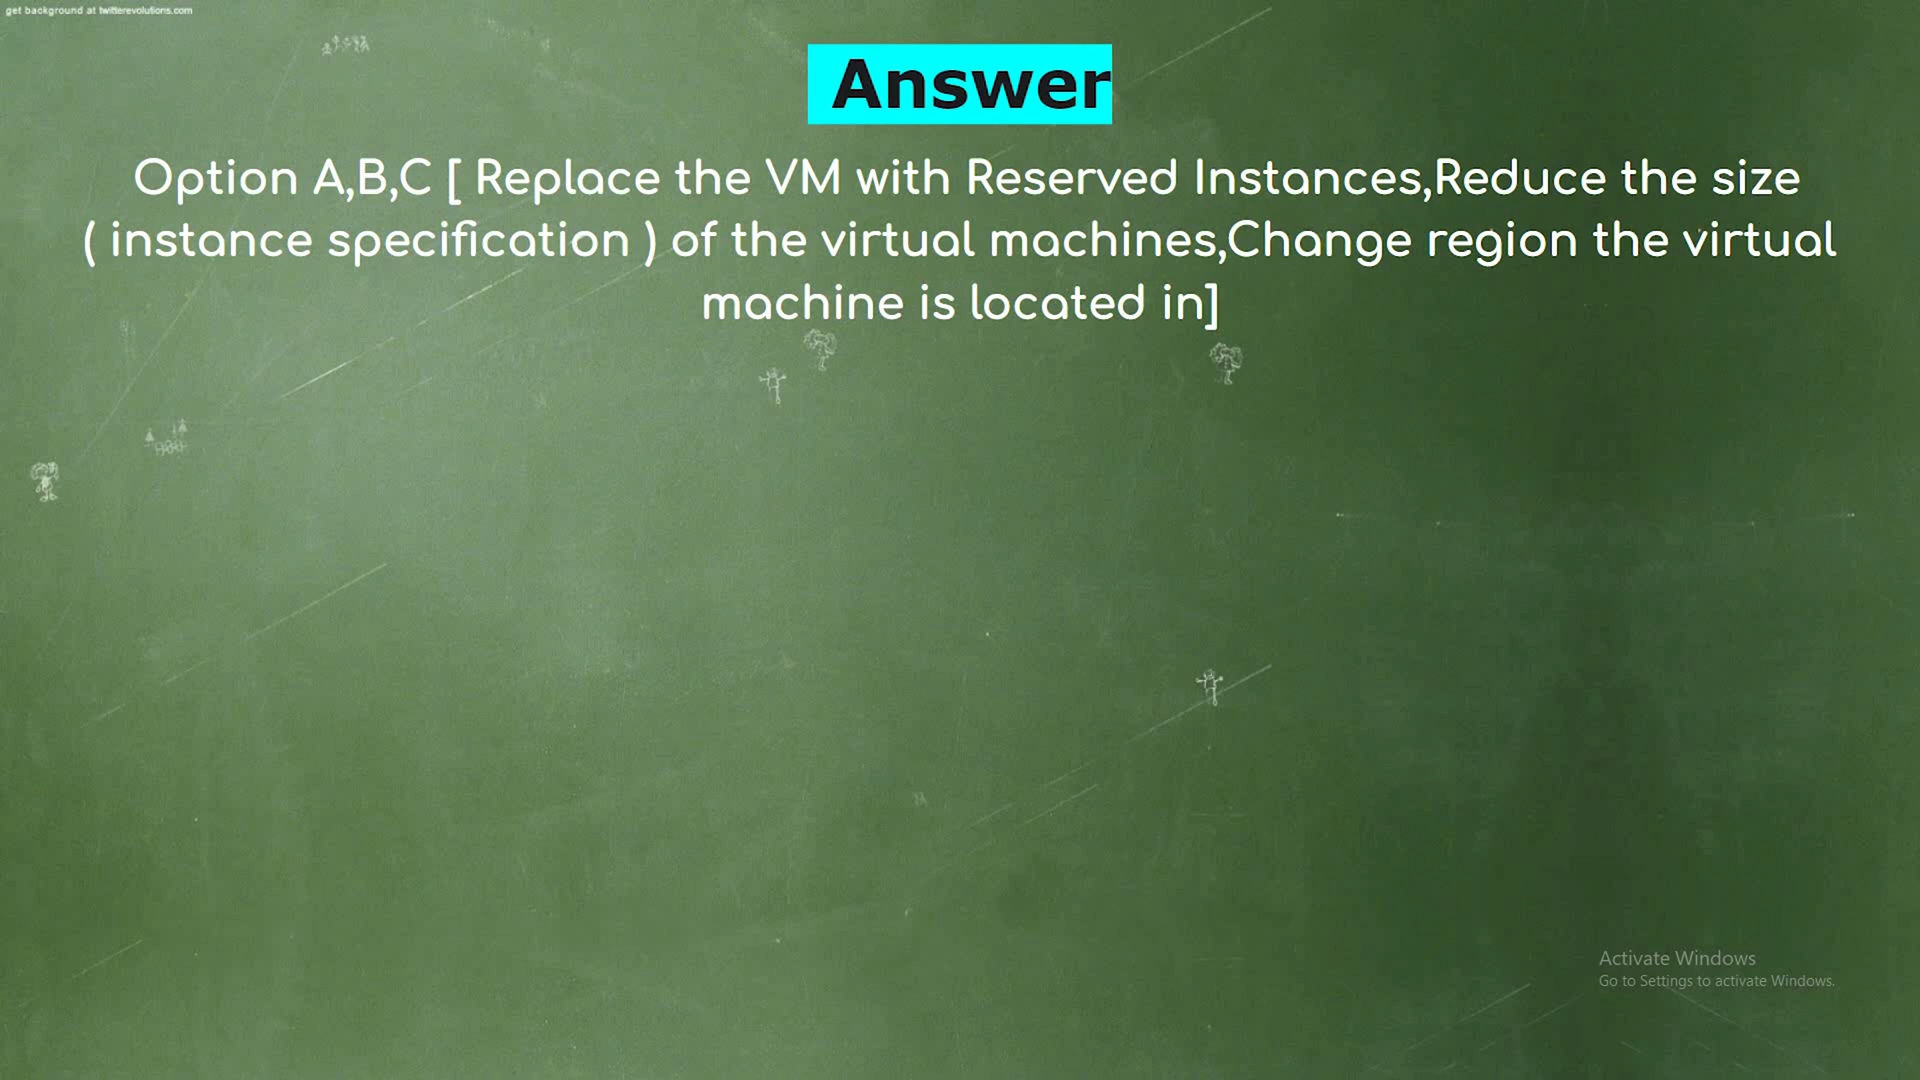 get background at twitterevolutions.com
Answer
Option A,B,C [ Replace the VM with Reserved Instances,Reduce the size
( instance specification ) of the virtual machines,Change region the virtual
machine is located in]
Activate Windows
Go to Settings to activate Windows.